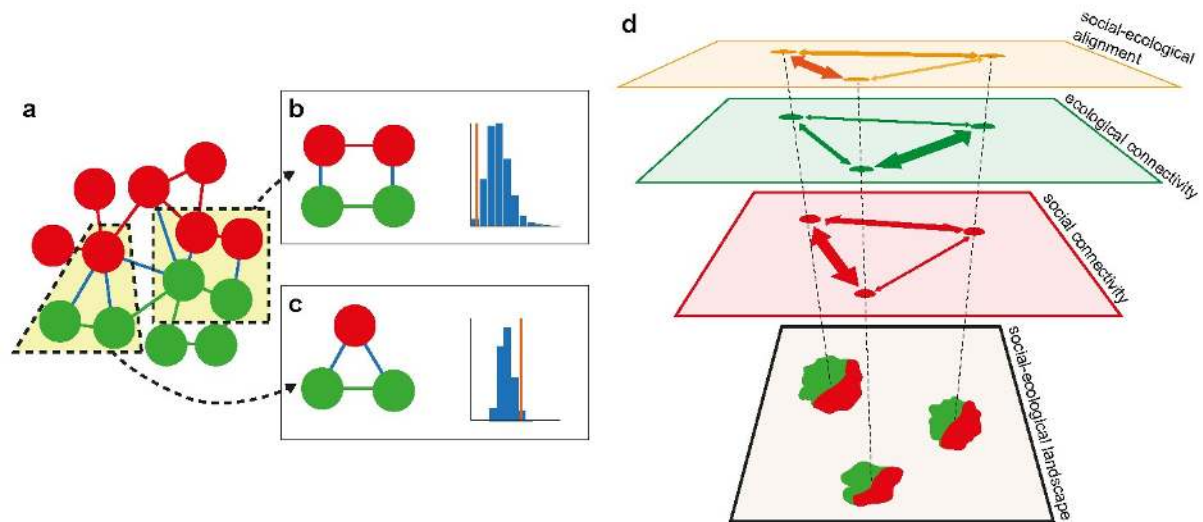 a
b
c
d
social-ecological
alignment
ecological connectivity
social connectivity
social-ecological landscape